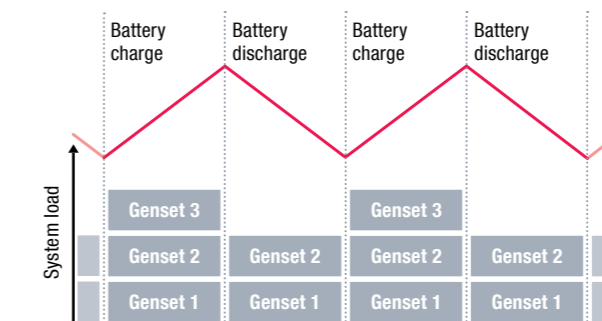 Battery
charge
Battery
discharge
Battery
charge
Battery
discharge
System load
Genset 3
Genset 3
Genset 2
Genset 2
Genset 2
Genset 2
Genset 1
Genset 1
Genset 1
Genset 1